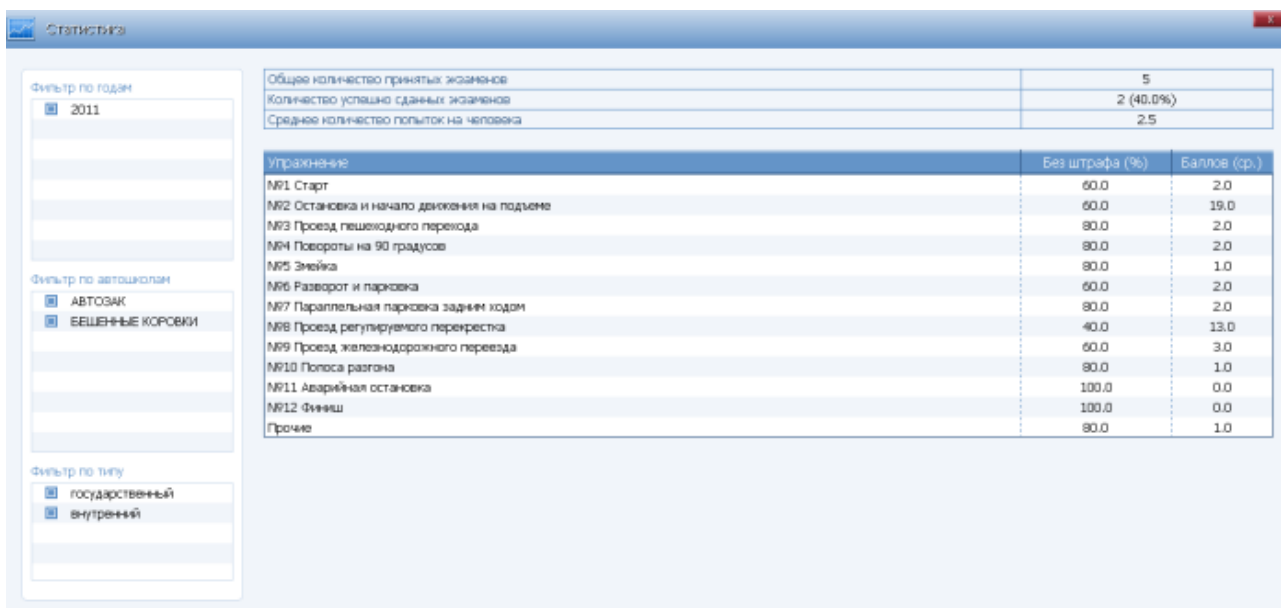 Статистика
x
Фильтр по годам
2011
Фильтр по автошколам
АВТОЗАК
БЕШЕННЫЕ КОРОВКИ
Фильтр по типу
государственный
внутренний
Общее количество принятых экзаменов 5
Количество успешно сданных экзаменов 2 (40.0%)
Среднее количество попыток на человека 2.5
Упражнение Без штрафа (%) Баллов (ср.)
№1 Старт 60.0 2.0
№2 Остановка и начало движения на подъеме 60.0 19.0
№3 Проезд пешеходного перехода 80.0 2.0
№4 Повороты на 90 градусов 80.0 2.0
№5 Змейка 80.0 1.0
№6 Разворот и парковка 60.0 2.0
№7 Параллельная парковка задним ходом 80.0 2.0
№8 Проезд регулируемого перекрестка 40.0 13.0
№9 Проезд железнодорожного переезда 60.0 3.0
№10 Полоса разгона 80.0 1.0
№11 Аварийная остановка 100.0 0.0
№12 Финиш 100.0 0.0
Прочие 80.0 1.0